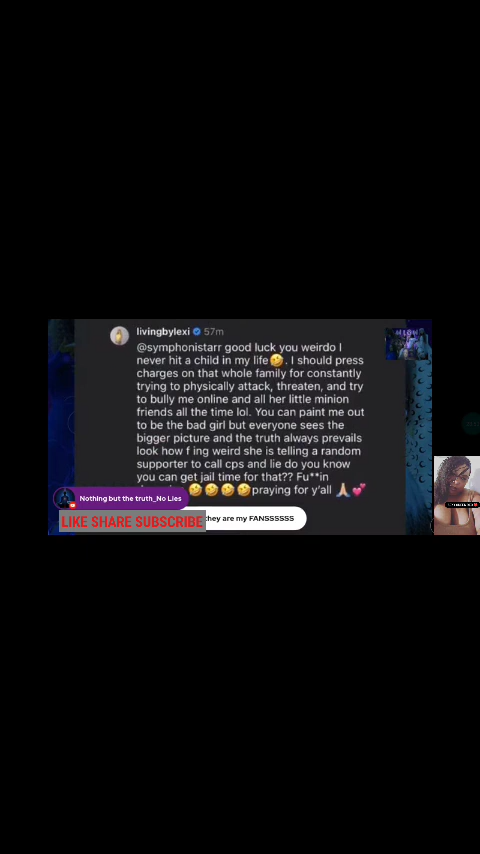 livingbylexi 57m
@symphonistarr good luck you weirdo I
never hit a child in my life🤣. I should press
charges on that whole family for constantly
trying to physically attack, threaten, and try
to bully me online and all her little minion
friends all the time lol. You can paint me out
to be the bad girl but everyone sees the
bigger picture and the truth always prevails
look how f ing weird she is telling a random
supporter to call cps and lie do you know
you can get jail time for that?? Fu**in
🤣🤣🤣🤣praying for y'all 🙏🏼💕
Nothing but the truth_No Lies
they are my FANSSSSSS
LIKE SHARE SUBSCRIBE